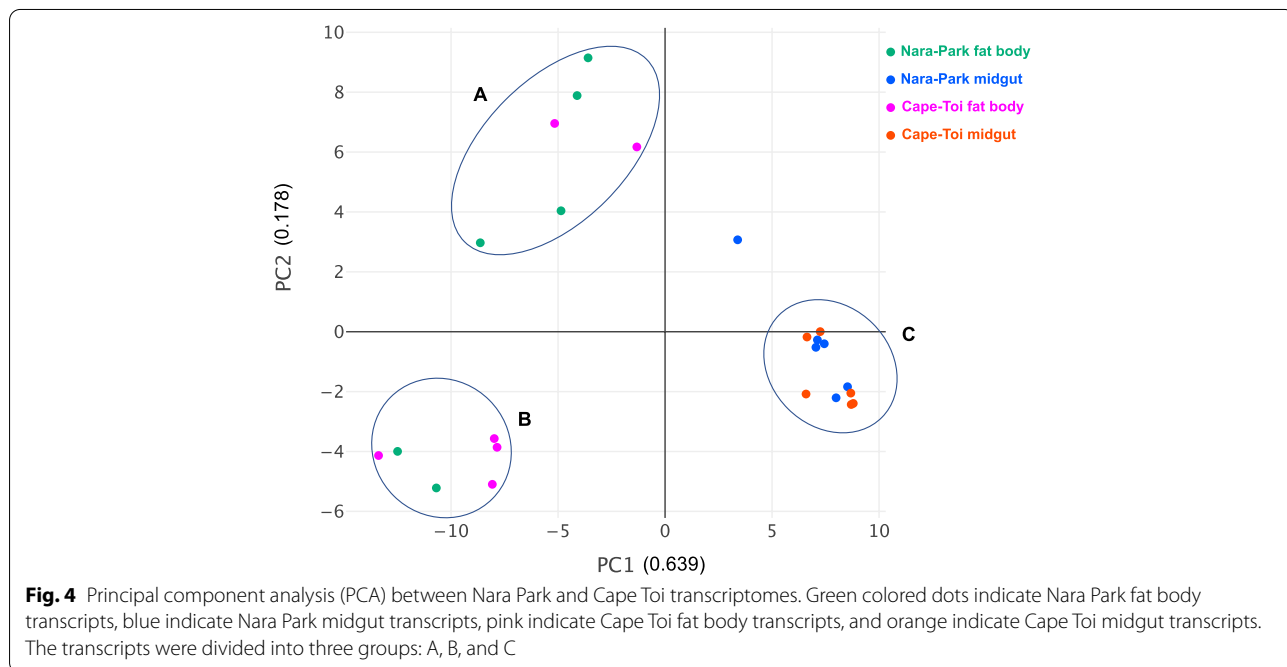 10
8
6
4
2
0
−2
−4
−6
−10
−5
0
5
10
PC2 (0.178)
PC1 (0.639)
A
B
C
Nara-Park fat body
Nara-Park midgut
Cape-Toi fat body
Cape-Toi midgut
Fig. 4 Principal component analysis (PCA) between Nara Park and Cape Toi transcriptomes. Green colored dots indicate Nara Park fat body
transcripts, blue indicate Nara Park midgut transcripts, pink indicate Cape Toi fat body transcripts, and orange indicate Cape Toi midgut transcripts.
The transcripts were divided into three groups: A, B, and C